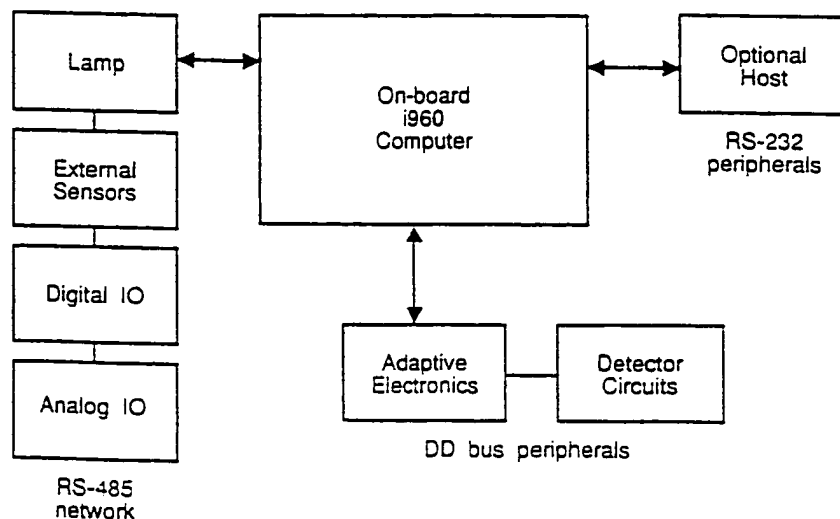 Lamp
External
Sensors
Digital IO
Analog IO
RS-485
network
On-board
i960
Computer
Optional
Host
RS-232
peripherals
Adaptive
Electronics
Detector
Circuits
DD bus peripherals